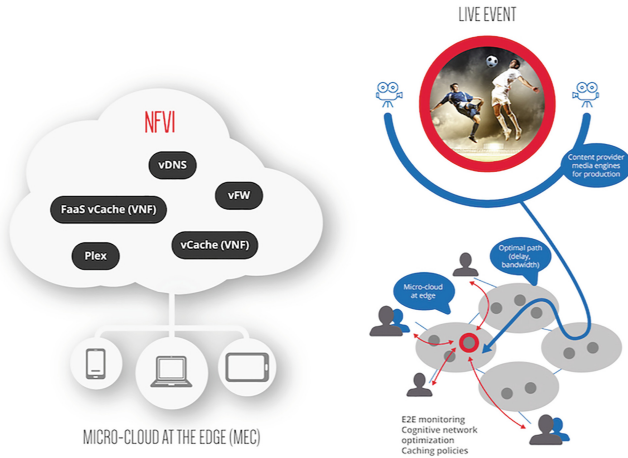 LIVE EVENT
NFVI
vDNS
vFW
FaaS vCache (VNF)
vCache (VNF)
Plex
MICRO-CLOUD AT THE EDGE (MEC)
Content provider
media engines
for production
Optimal path
(delay,
bandwidth)
Micro-cloud
at edge
E2E monitoring
Cognitive network
optimization
Caching policies